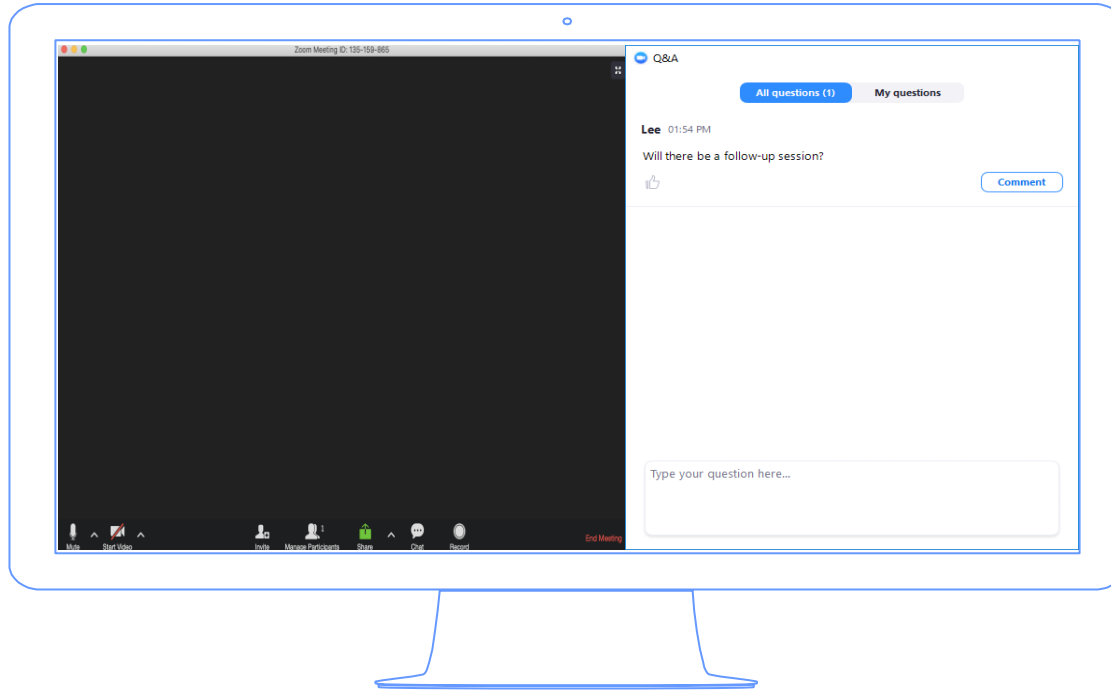 Zoom Meeting ID: 135-159-865
Mute
Start Video
Invite
1
Manage Participants
Share
Chat
Record
End Meeting
Q&A
All questions (1) My questions
Lee 01:54 PM
Will there be a follow-up session?
Comment
Type your question here...